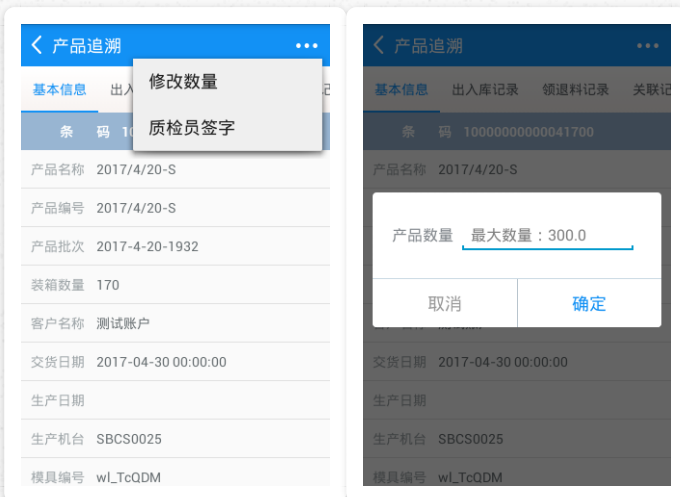 产品追溯
修改数量
质检员签字
基本信息 出入
条 码 10
产品名称 2017/4/20-S
产品编号 2017/4/20-S
产品批次 2017-4-20-1932
装箱数量 170
客户名称 测试账户
交货日期 2017-04-30 00:00:00
生产日期
生产机台 SBCS0025
模具编号 wl_TcQDM
产品追溯
基本信息 出入库记录 领退料记录 关联记
条 码 10000000000041700
产品名称 2017/4/20-S
产品数量 最大数量：300.0
取消 确定
交货日期 2017-04-30 00:00:00
生产日期
生产机台 SBCS0025
模具编号 wl_TcQDM